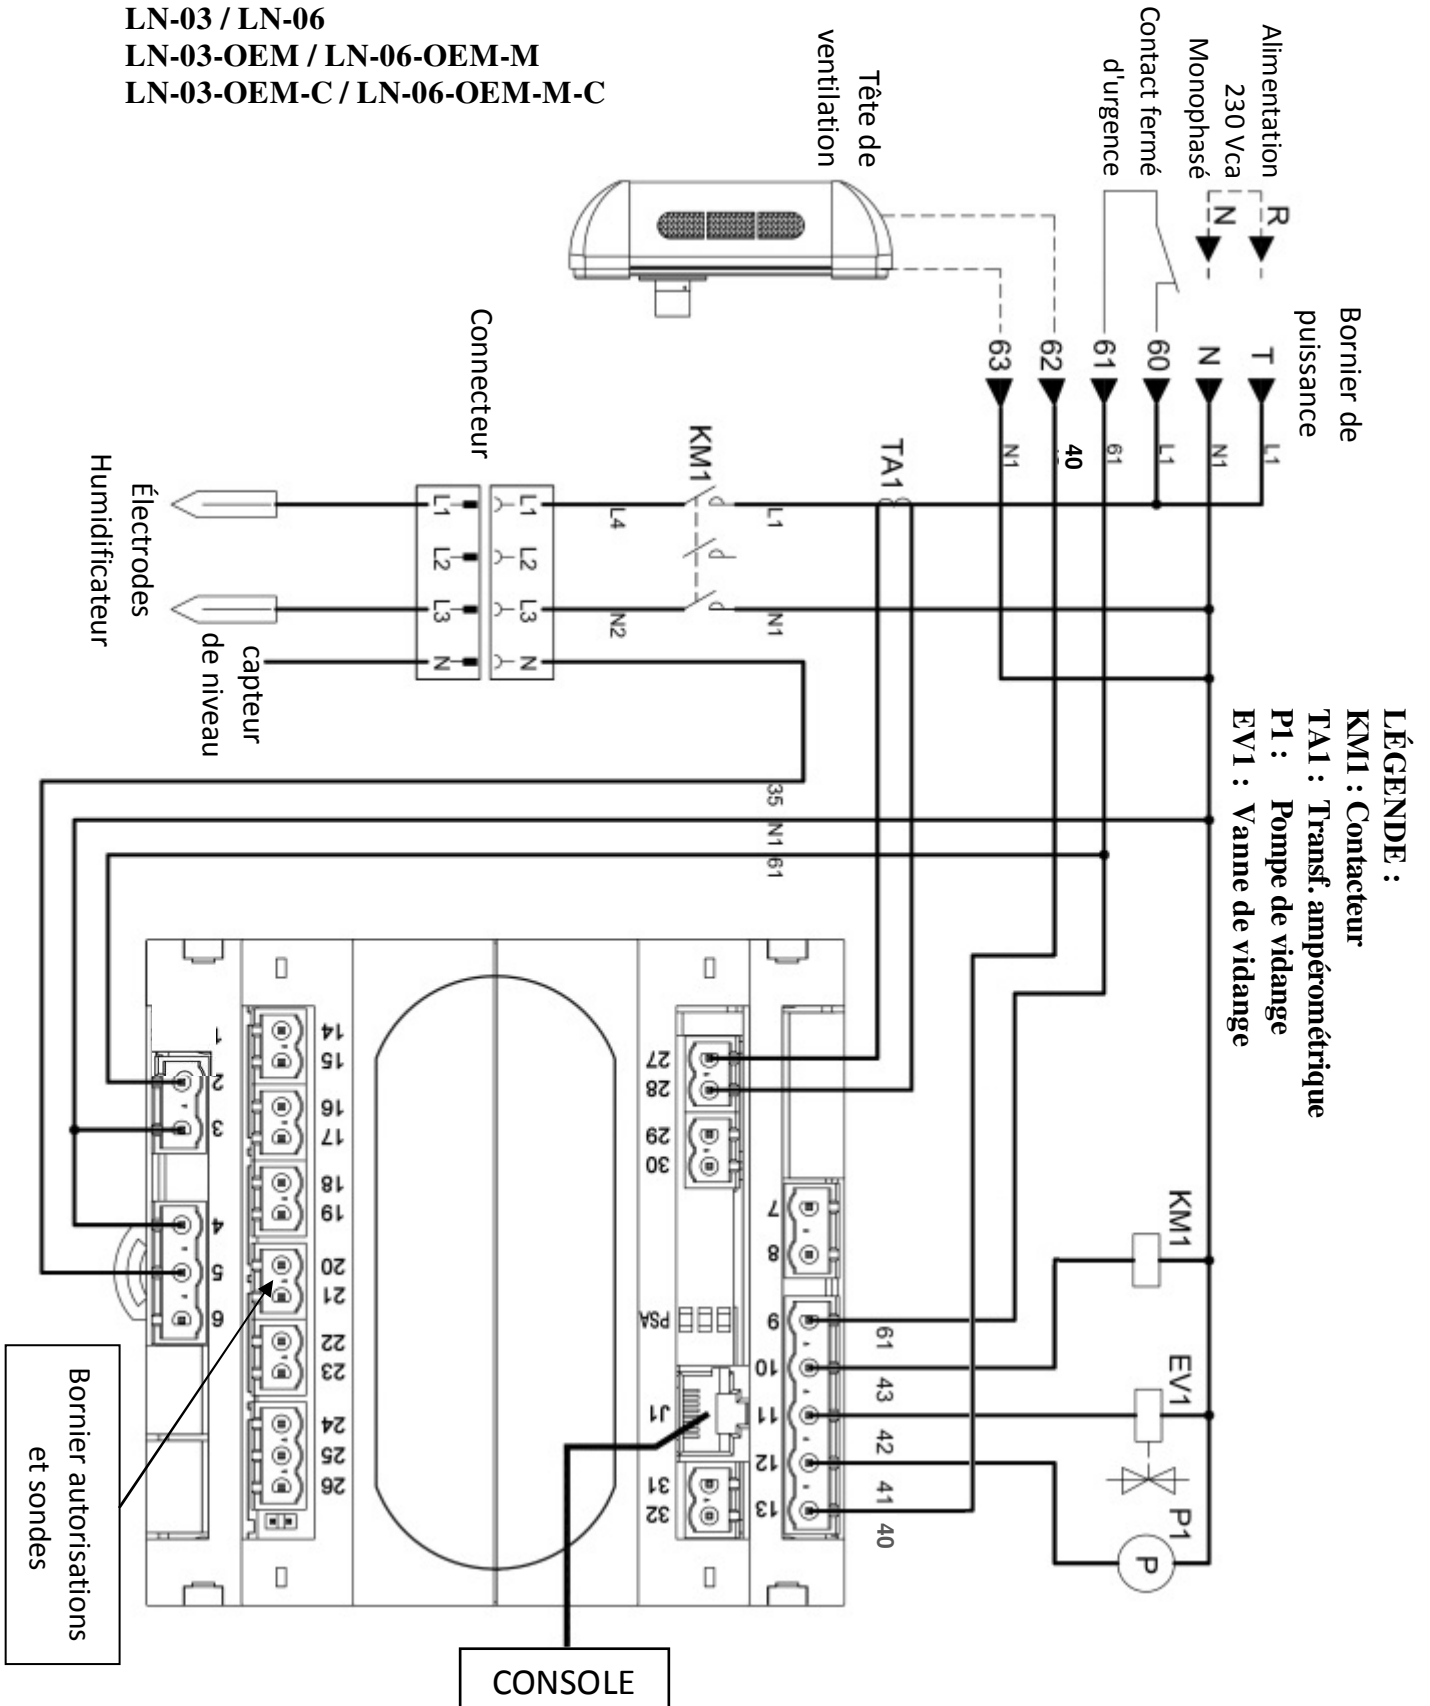 LN-03 / LN-06
LN-03-OEM / LN-06-OEM-M
LN-03-OEM-C / LN-06-OEM-M-C
Alimentation
230 Vca
Monophasé
Contact fermé
d'urgence
Tête de
ventilation
R
N
Bornier de
puissance
T
N
60
61
62
63
L1
N1
L1
61
40
N1
TA1
KM1
L1
N1
L4
N2
Connecteur
L1
L2
L3
N
L1
L2
L3
N
Électrodes
Humidificateur
capteur
de niveau
LÉGENDE :
KM1 : Contacteur
TA1 : Transf. ampérométrique
P1 : Pompe de vidange
EV1 : Vanne de vidange
35
N1
61
1
2
3
4
5
6
14
15
16
17
18
19
20
21
22
23
24
25
26
27
28
29
30
PSA
J1
31
32
7
8
9
10
11
12
13
61
43
42
41
40
KM1
EV1
P1
P
Bornier autorisations
et sondes
CONSOLE